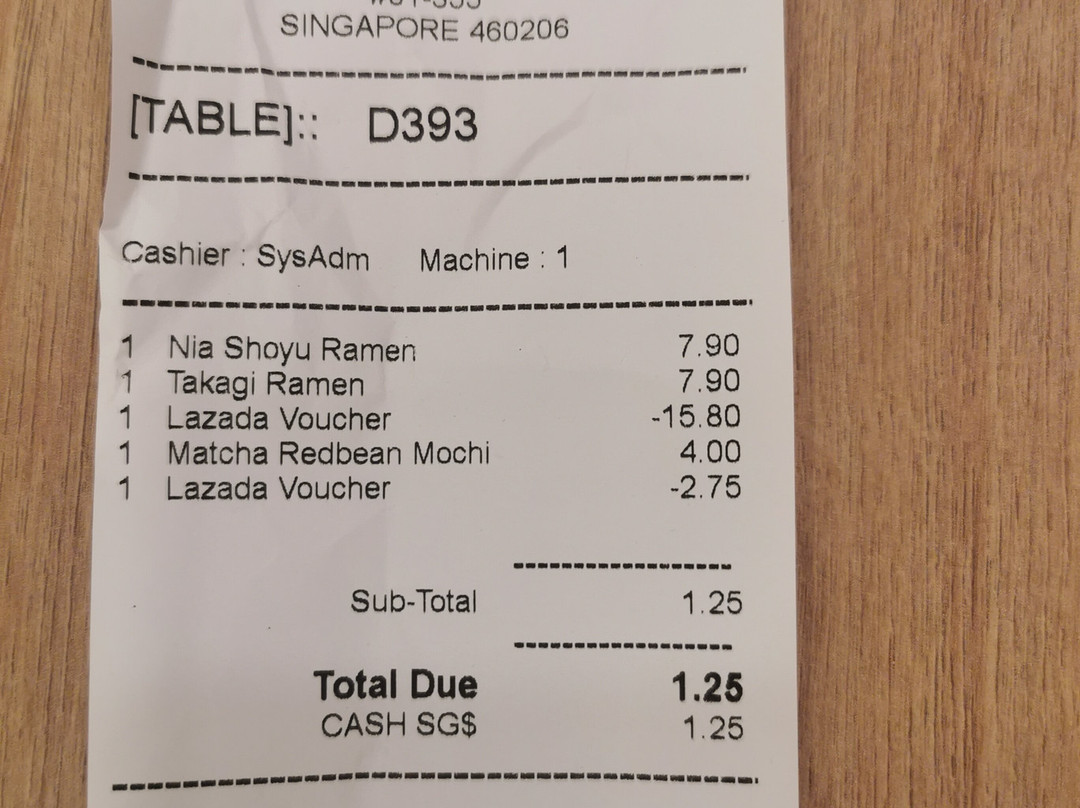 SINGAPORE 460206
[TABLE]:: D393
Cashier : SysAdm Machine : 1
1 Nia Shoyu Ramen 7.90
1 Takagi Ramen 7.90
1 Lazada Voucher -15.80
1 Matcha Redbean Mochi 4.00
1 Lazada Voucher -2.75
Sub-Total 1.25
Total Due 1.25
CASH SG$ 1.25